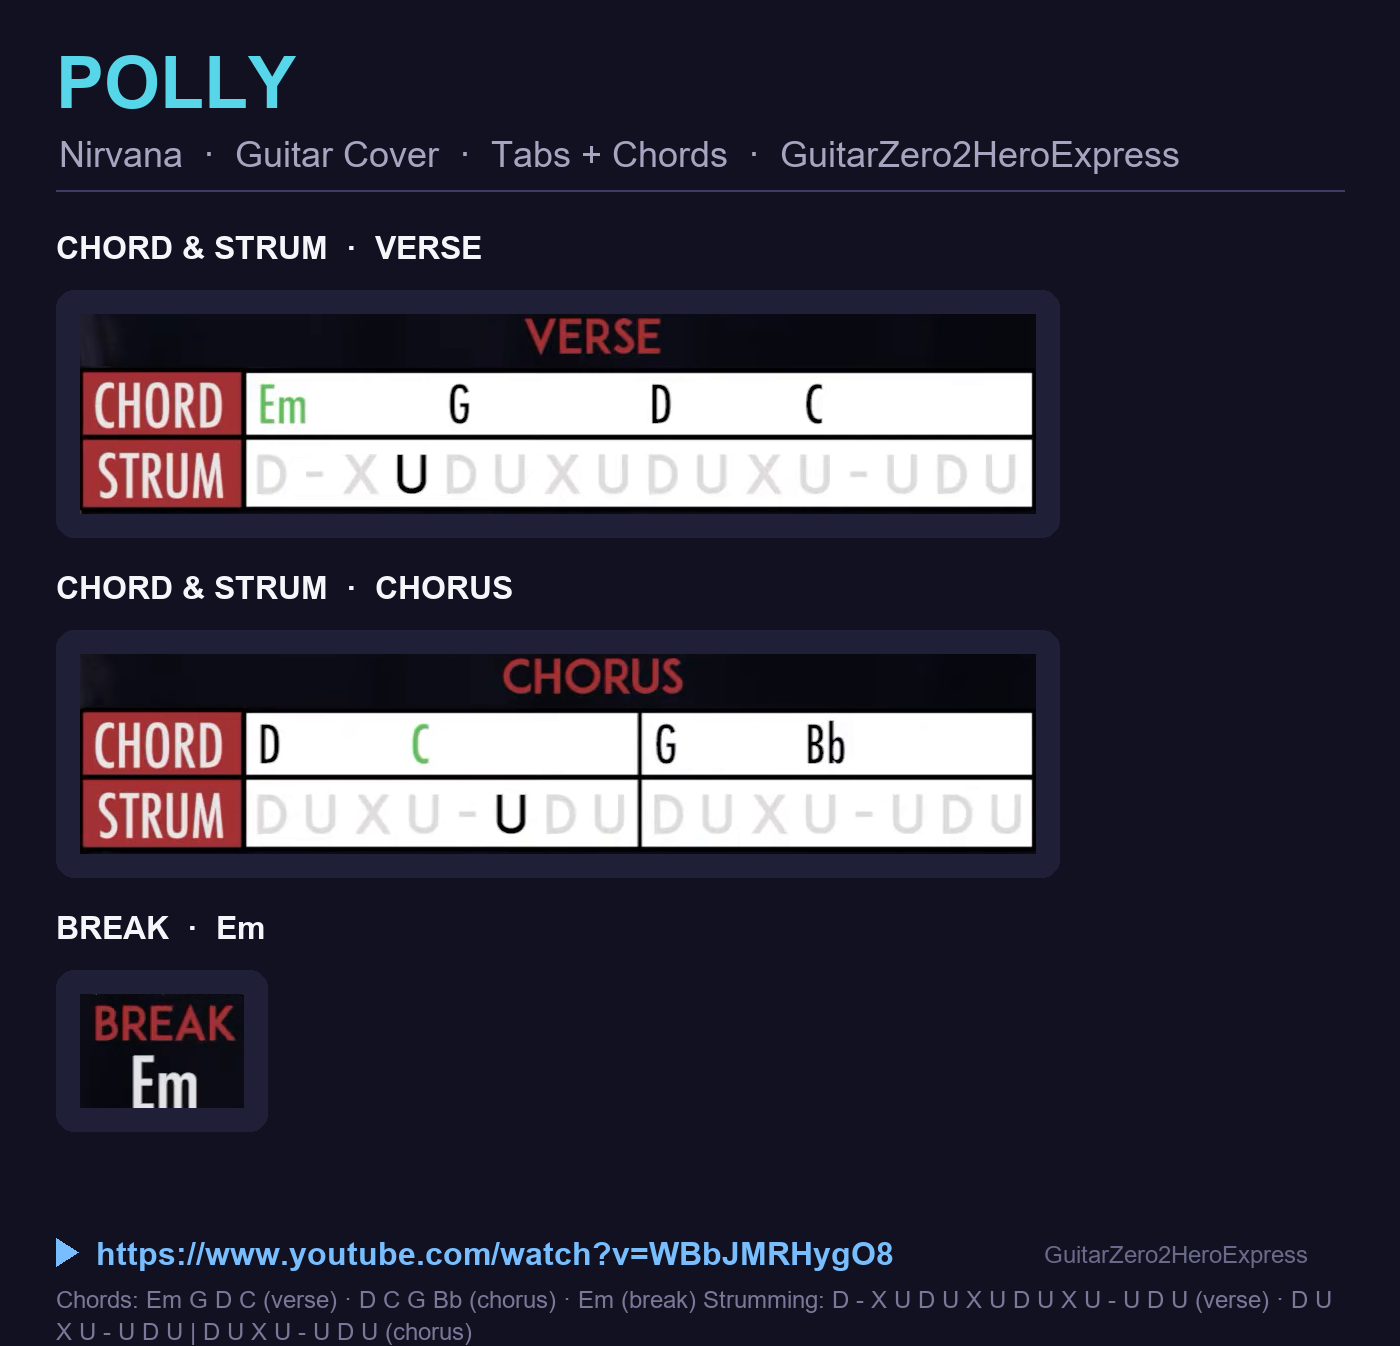 POLLY
Nirvana · Guitar Cover · Tabs + Chords · GuitarZero2HeroExpress
CHORD & STRUM · VERSE
VERSE
CHORD Em G D C
STRUM D - X U D U X U D U X U - U D U
CHORD & STRUM · CHORUS
CHORUS
CHORD D C G Bb
STRUM D U X U - U D U D U X U - U D U
BREAK · Em
BREAK
Em
https://www.youtube.com/watch?v=WBbJMRHygO8 GuitarZero2HeroExpress
Chords: Em G D C (verse) · D C G Bb (chorus) · Em (break) Strumming: D - X U D U X U D U X U - U D U (verse) · D U
X U - U D U | D U X U - U D U (chorus)